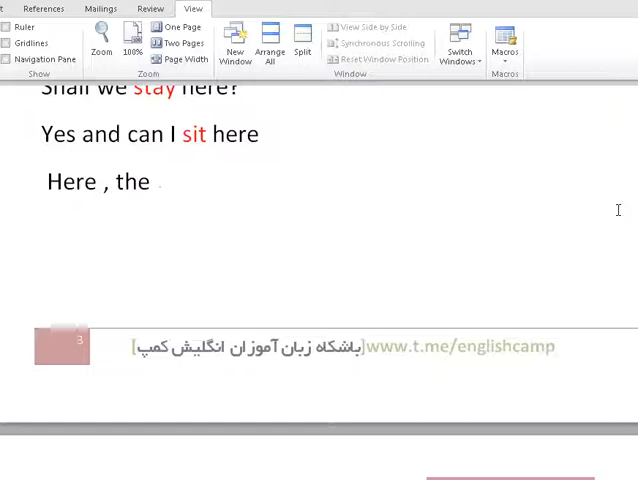 References Mailings Review View
Ruler
Gridlines
Navigation Pane
Show
Zoom
100%
One Page
Two Pages
Page Width
Zoom
New Window
Arrange All
Split
View Side by Side
Synchronous Scrolling
Reset Window Position
Window
Switch Windows
Macros
Macros
Shall we stay here?
Yes and can I sit here
Here , the
3
[باشگاه زبان آموزان انگلیش کمپ]www.t.me/englishcamp